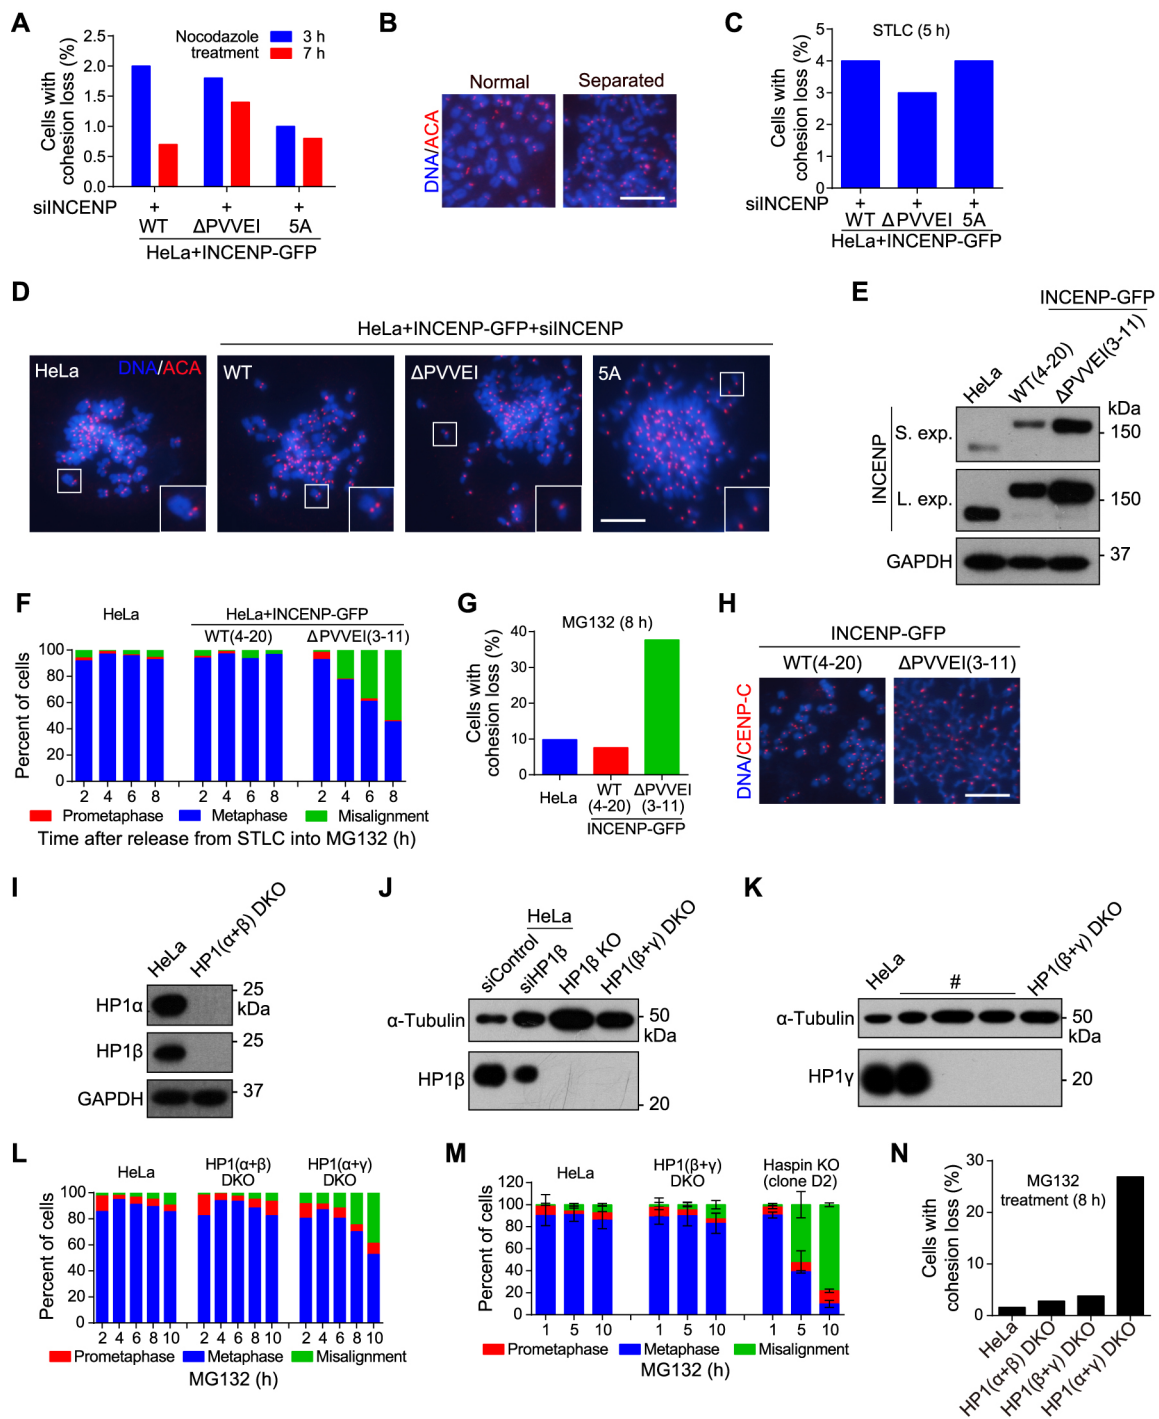 A
Cells with
cohesion loss (%)
2.5
2.0
1.5
1.0
0.5
0.0
Nocodazole
treatment
3 h
7 h
siINCENP
+
+
+
WT
ΔPVVEI
5A
HeLa+INCENP-GFP
B
Normal
Separated
DNA/ACA
C
Cells with
cohesion loss (%)
STLC (5 h)
5
4
3
2
1
0
siINCENP
+
+
+
WT
ΔPVVEI
5A
HeLa+INCENP-GFP
D
HeLa+INCENP-GFP+siINCENP
HeLa
DNA/ACA
WT
ΔPVVEI
5A
E
INCENP-GFP
HeLa
WT(4-20)
ΔPVVEI(3-11)
INCENP
S. exp.
L. exp.
GAPDH
kDa
150
150
37
F
HeLa
HeLa+INCENP-GFP
WT(4-20)
ΔPVVEI(3-11)
Percent of cells
100
80
60
40
20
0
2 4 6 8
2 4 6 8
2 4 6 8
Prometaphase
Metaphase
Misalignment
Time after release from STLC into MG132 (h)
G
MG132 (8 h)
Cells with
cohesion loss (%)
40
30
20
10
0
HeLa
WT
(4-20)
ΔPVVEI
(3-11)
INCENP-GFP
H
INCENP-GFP
WT(4-20)
ΔPVVEI(3-11)
DNA/CENP-C
I
HeLa
HP1(α+β) DKO
HP1α
HP1β
GAPDH
25
kDa
25
37
J
HeLa
siControl
siHP1β
HP1β KO
HP1(β+γ) DKO
α-Tubulin
HP1β
50
kDa
20
K
HeLa
#
HP1(β+γ) DKO
α-Tubulin
HP1γ
50
kDa
20
L
HeLa
HP1(α+β)
DKO
HP1(α+γ)
DKO
Percent of cells
100
80
60
40
20
0
2 4 6 8 10
2 4 6 8 10
2 4 6 8 10
Prometaphase
Metaphase
Misalignment
MG132 (h)
M
HeLa
HP1(β+γ)
DKO
Haspin KO
(clone D2)
Percent of cells
120
100
80
60
40
20
0
1 5 10
1 5 10
1 5 10
Prometaphase
Metaphase
Misalignment
MG132 (h)
N
MG132
treatment (8 h)
Cells with
cohesion loss (%)
30
20
10
0
HeLa
HP1(α+β) DKO
HP1(β+γ) DKO
HP1(α+γ) DKO